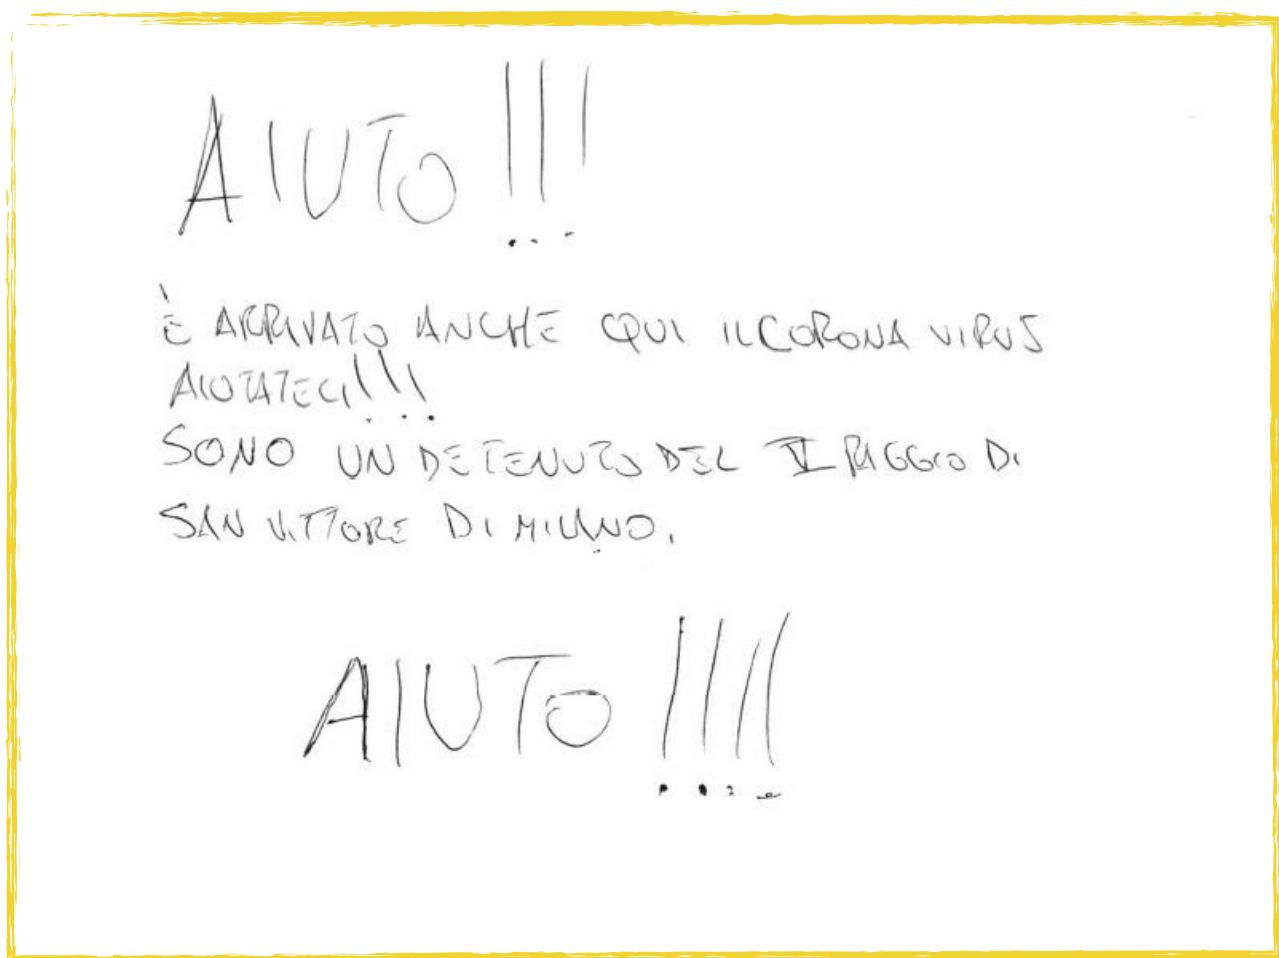 AIUTO!!!
È ARRIVATO ANCHE QUI IL CORONA VIRUS
AIUTATECI!!!
SONO UN DETENUTO DEL VI RAGGIO DI
SAN VITTORE DI MILANO.
AIUTO!!!!